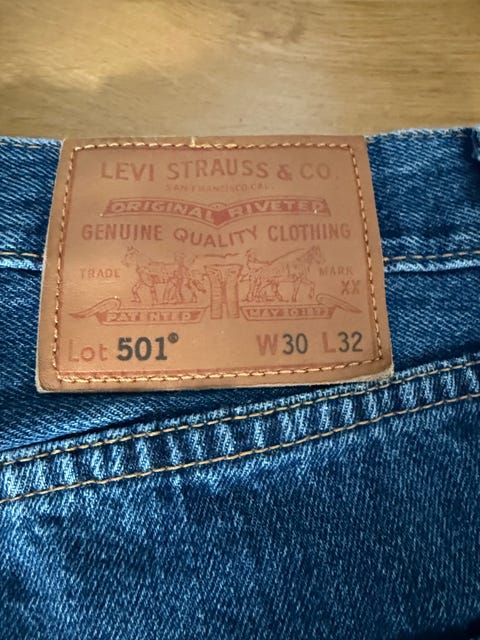 LEVI STRAUSS & CO.
SAN FRANCISCO CAL.
ORIGINAL RIVETED
GENUINE QUALITY CLOTHING
TRADE MARK
XX
PATENTED MAY 20 1873
Lot 501® W30 L32